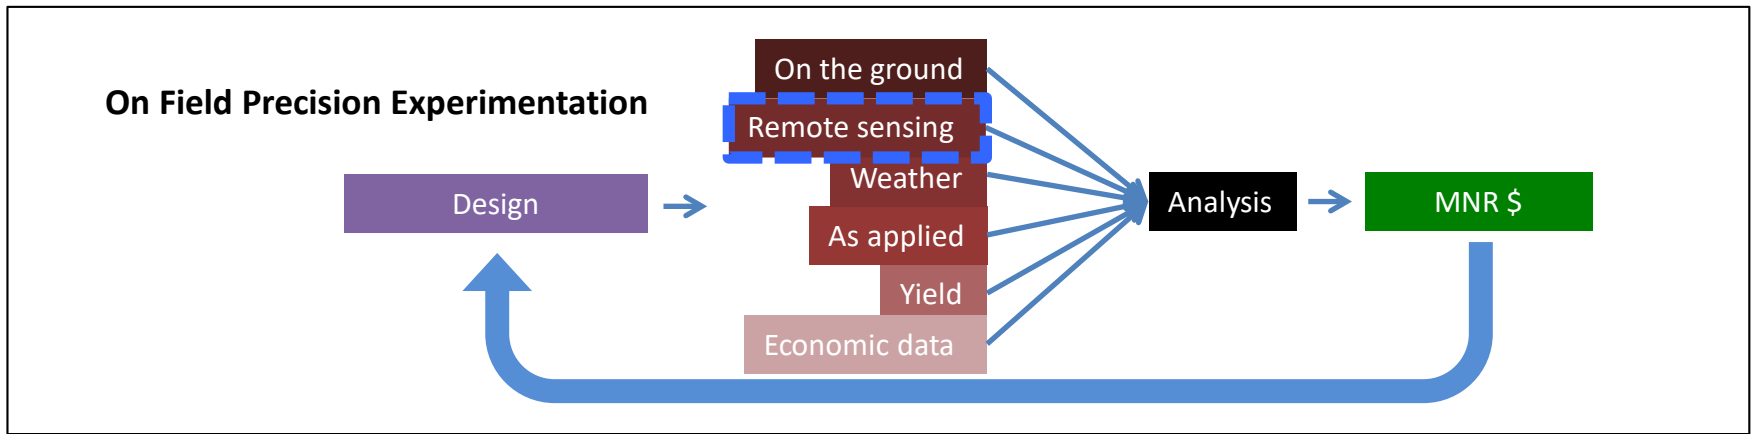 On Field Precision Experimentation
Design
On the ground
Remote sensing
Weather
As applied
Yield
Economic data
Analysis
MNR $